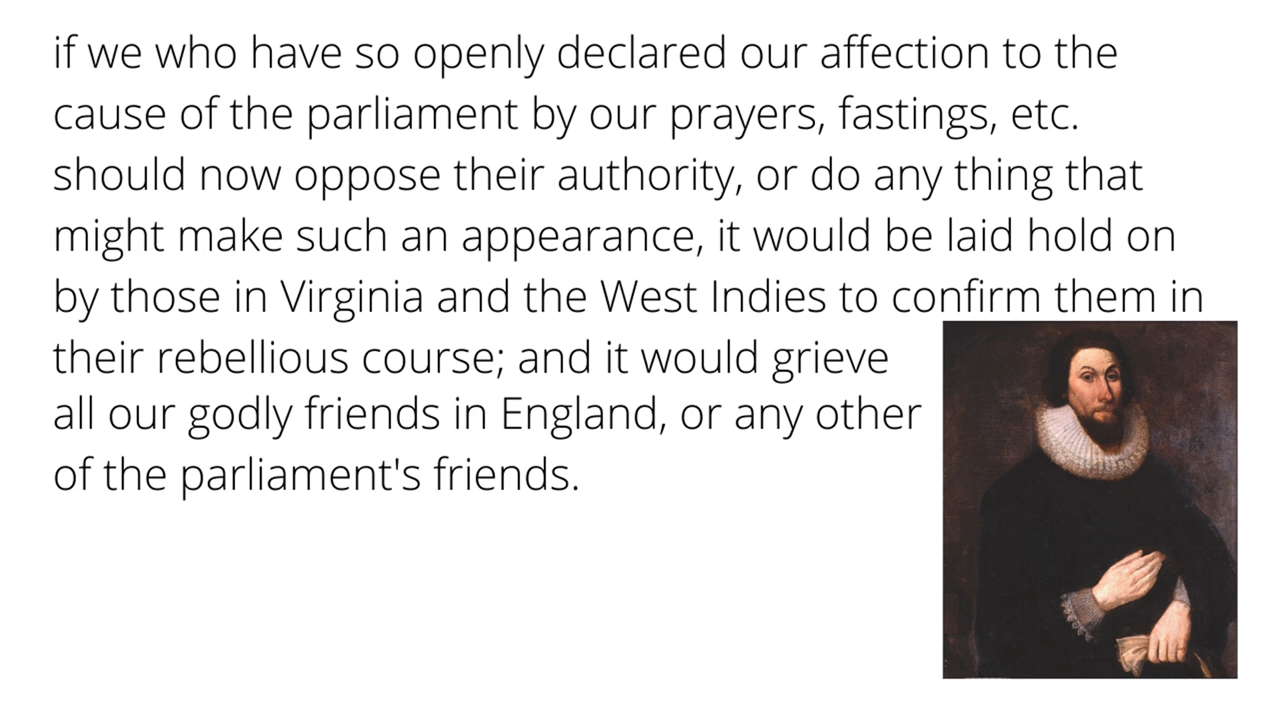 if we who have so openly declared our affection to the
cause of the parliament by our prayers, fastings, etc.
should now oppose their authority, or do any thing that
might make such an appearance, it would be laid hold on
by those in Virginia and the West Indies to confirm them in
their rebellious course; and it would grieve
all our godly friends in England, or any other
of the parliament's friends.